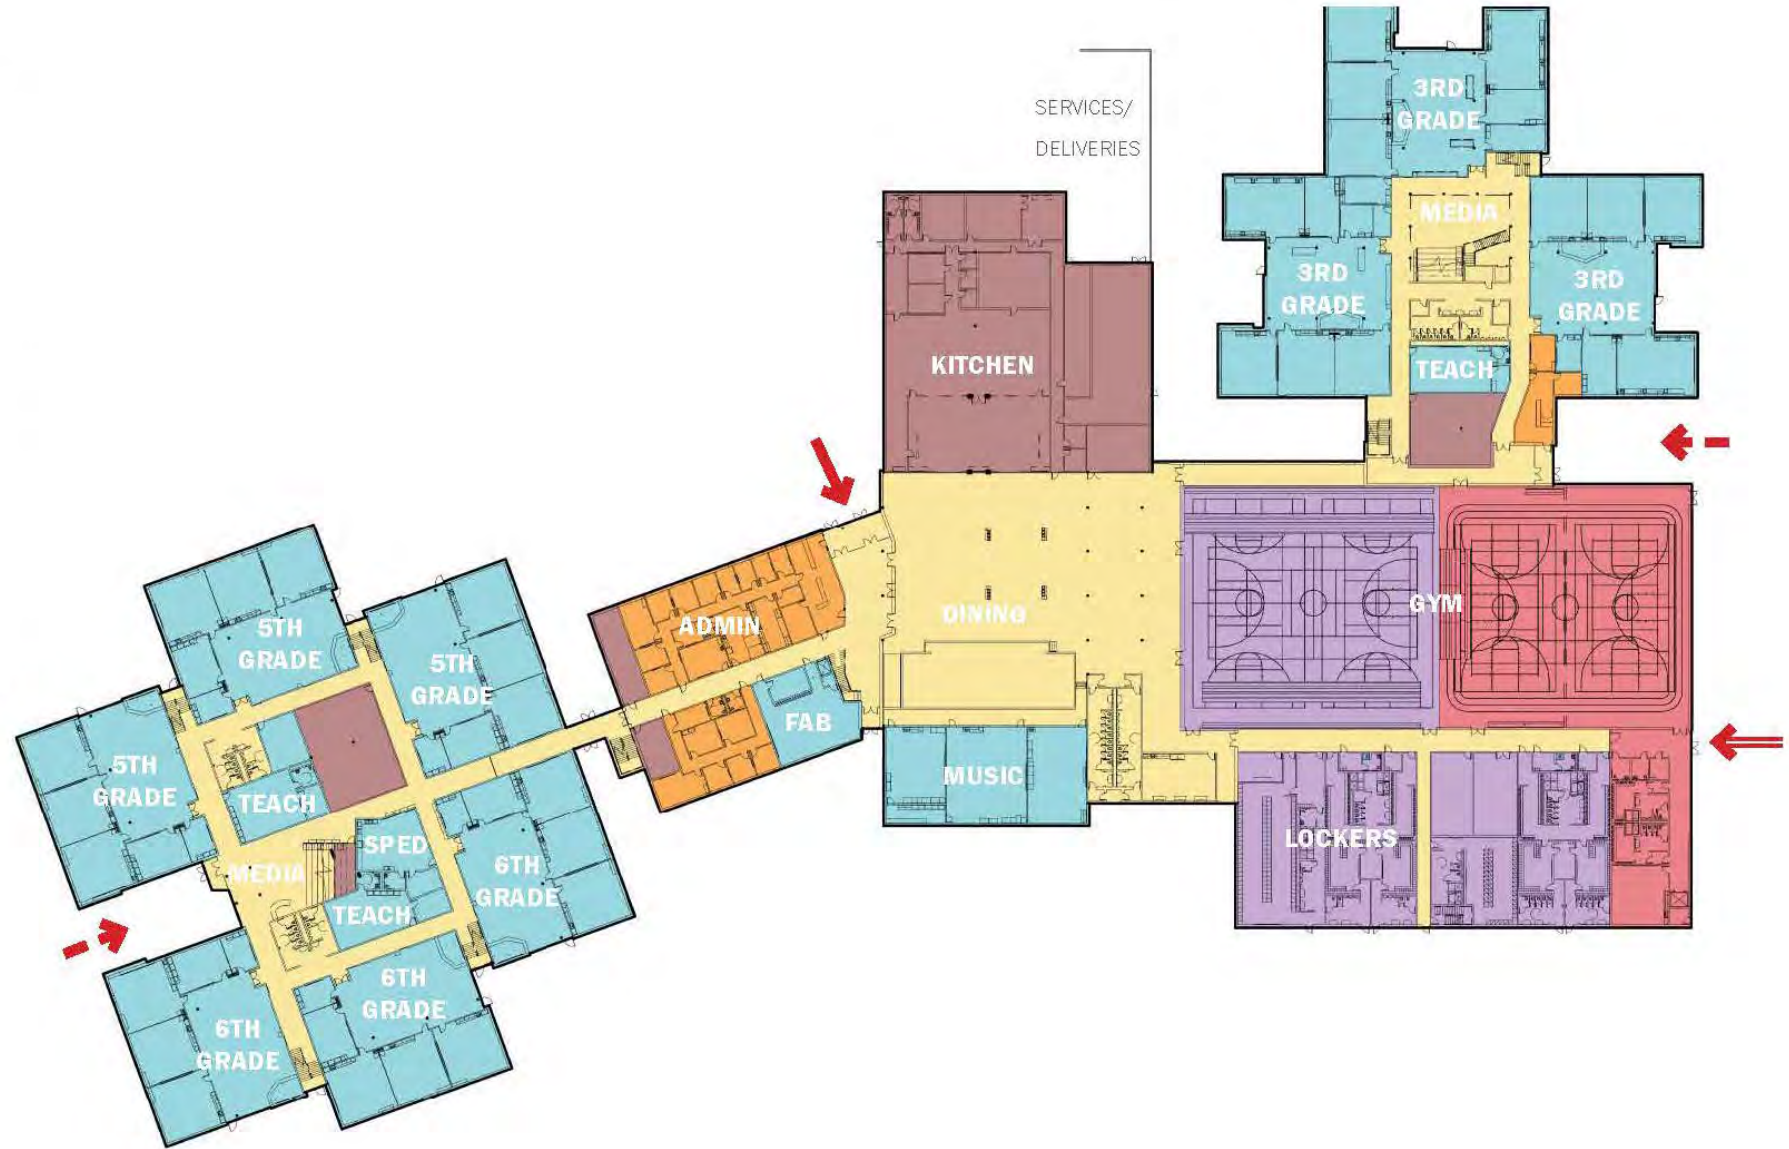 SERVICES/
DELIVERIES
3RD
GRADE
MEDIA
3RD
GRADE
3RD
GRADE
TEACH
KITCHEN
GYM
DINING
ADMIN
FAB
MUSIC
LOCKERS
5TH
GRADE
5TH
GRADE
5TH
GRADE
TEACH
SPED
MEDIA
TEACH
6TH
GRADE
6TH
GRADE
6TH
GRADE